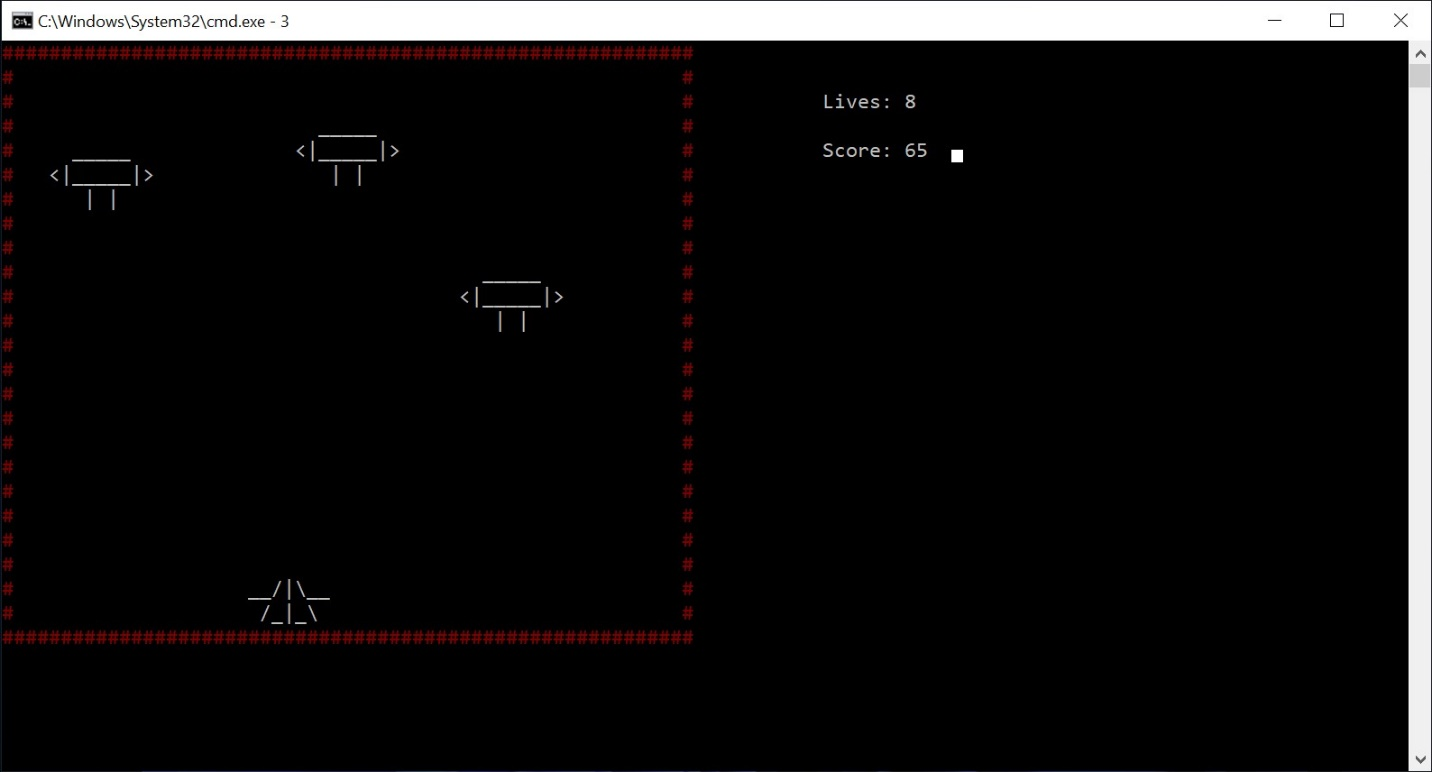 C:\Windows\System32\cmd.exe - 3
Lives: 8
Score: 65